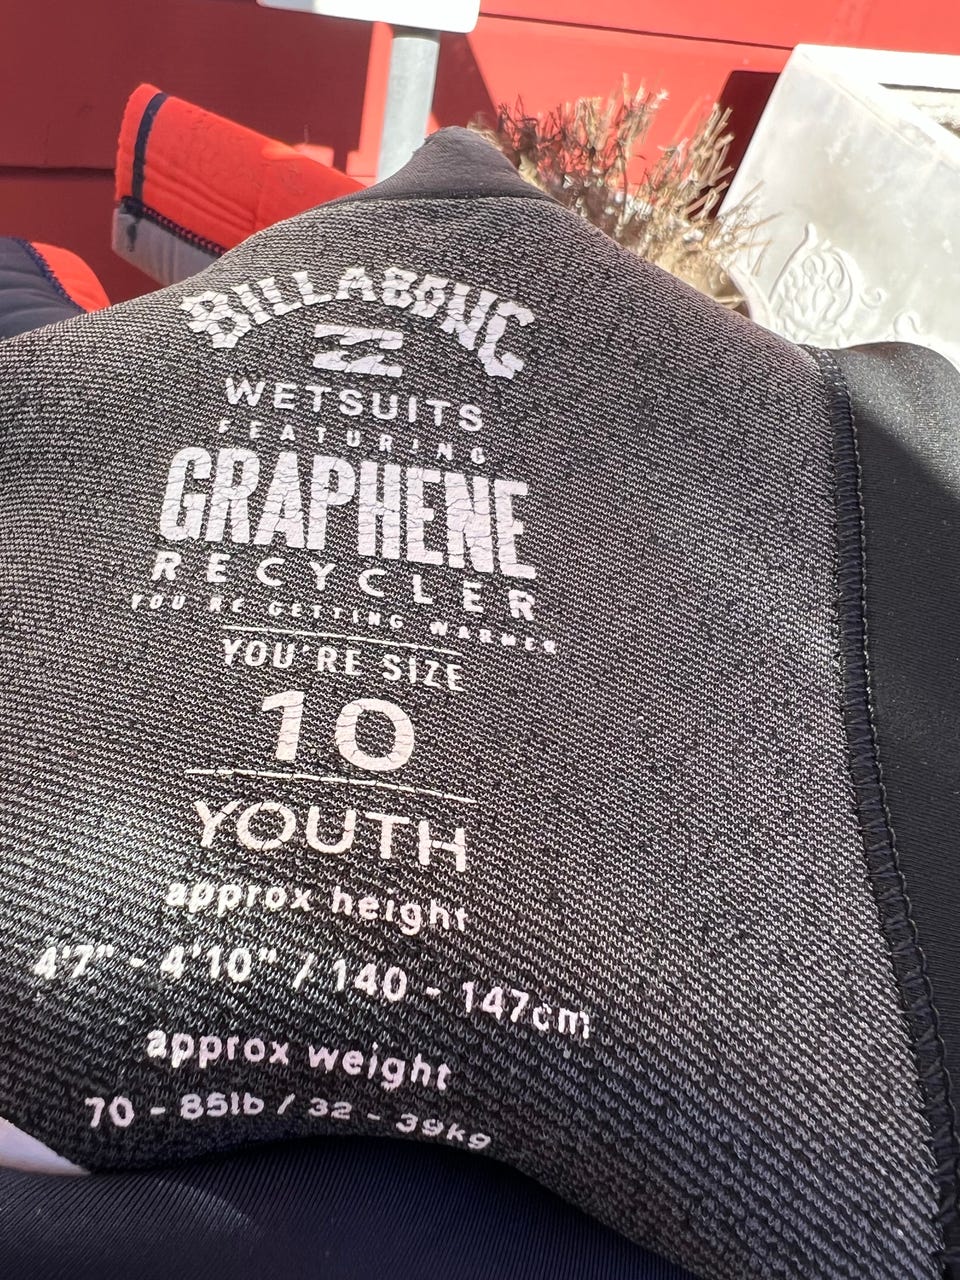 BILLABONG
WETSUITS
FEATURING
GRAPHENE
RECYCLER
YOU'RE GETTING WARMER
YOU'RE SIZE
10
YOUTH
approx height
4'7" - 4'10" / 140 - 147cm
approx weight
70 - 85lb / 32 - 39kg